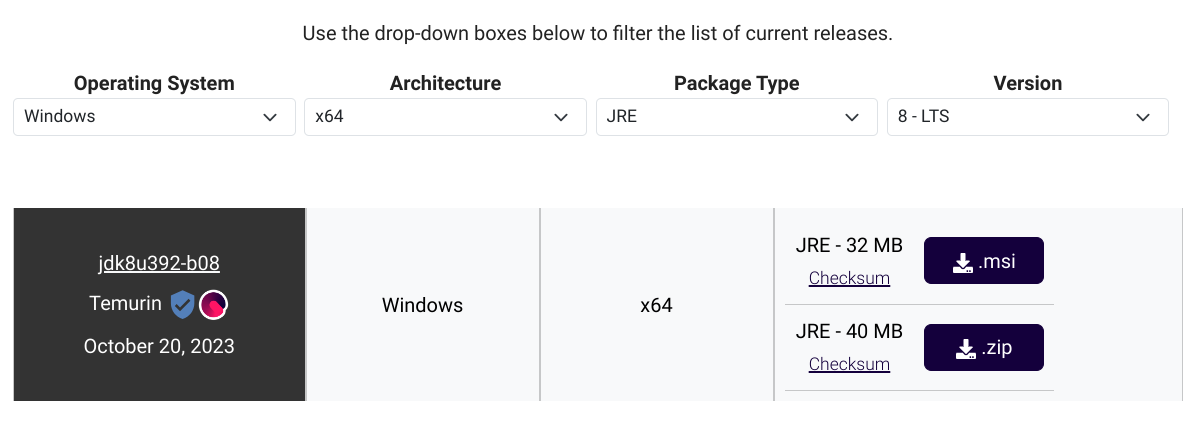 Use the drop-down boxes below to filter the list of current releases.
Operating System Architecture Package Type Version
Windows x64 JRE 8 - LTS
jdk8u392-b08
Temurin
October 20, 2023
Windows
x64
JRE - 32 MB
Checksum
.msi
JRE - 40 MB
Checksum
.zip